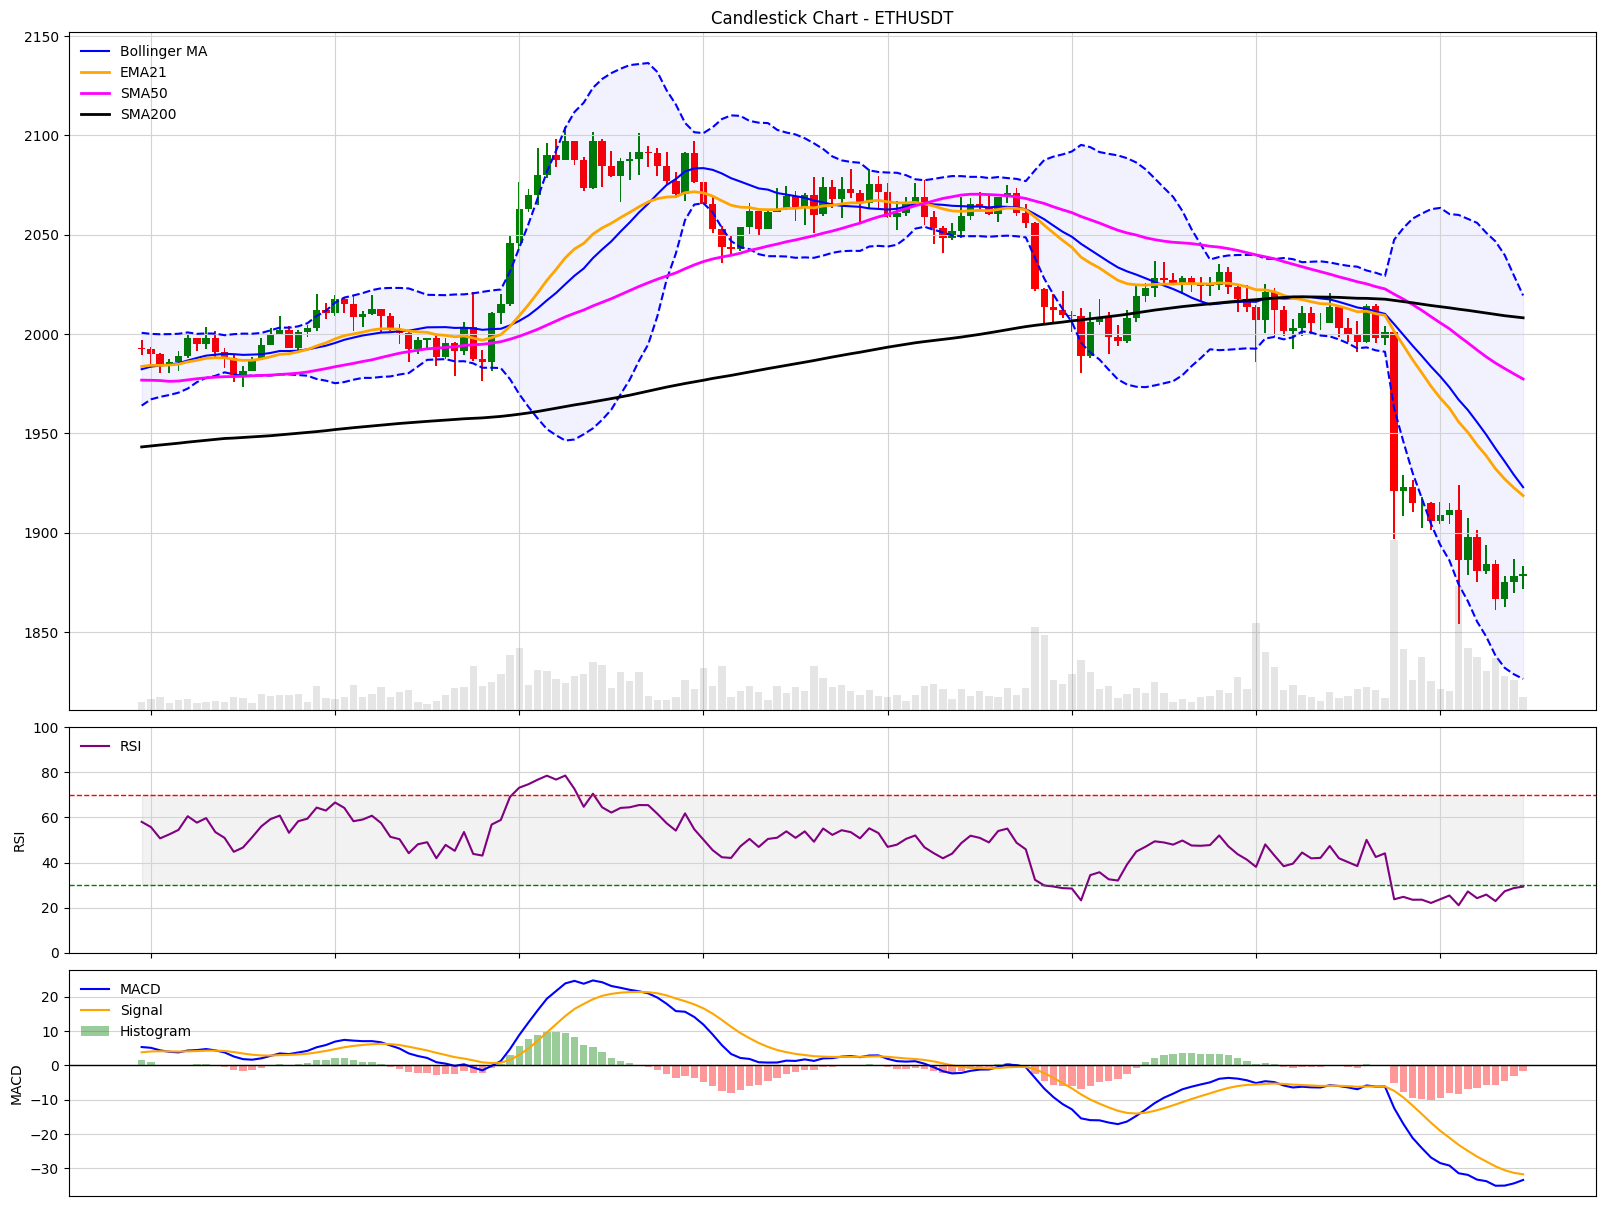 Candlestick Chart - ETHUSDT
2150
2100
2050
2000
1950
1900
1850
Bollinger MA
EMA21
SMA50
SMA200
100
80
60
40
20
0
RSI
RSI
20
10
0
−10
−20
−30
MACD
MACD
Signal
Histogram